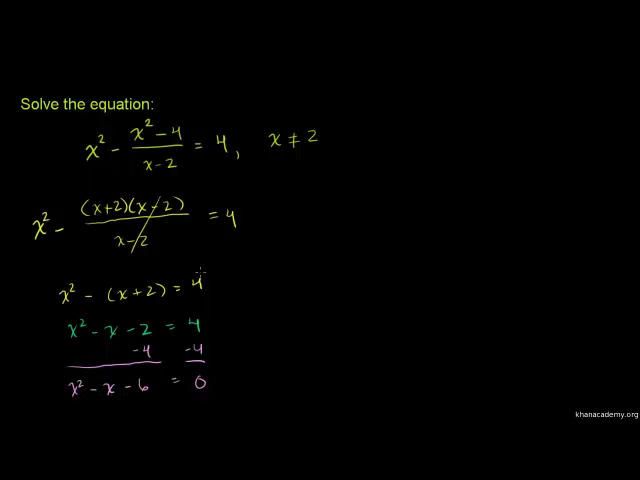 Solve the equation:
x² - (x² - 4)/(x - 2) = 4, x ≠ 2
x² - ((x+2)(x-2))/(x-2) = 4
x² - (x+2) = 4
x² - x - 2 = 4
-4 -4
x² - x - 6 = 0
khanacademy.org